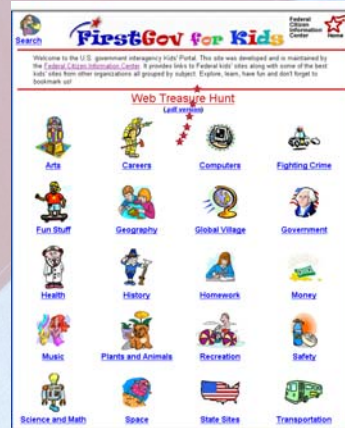 Search
FirstGov for Kids
Federal
Citizen
Information
Center
Home
Welcome to the U.S. government interagency Kids' Portal. This site was developed and is maintained by
the Federal Citizen Information Center. It provides links to Federal kids' sites along with some of the best
kids' sites from other organizations all grouped by subject. Explore, learn, have fun and don't forget to
bookmark us!
Web Treasure Hunt
(.pdf version)
Arts Careers Computers Fighting Crime
Fun Stuff Geography Global Village Government
Health History Homework Money
Music Plants and Animals Recreation Safety
Science and Math Space State Sites Transportation